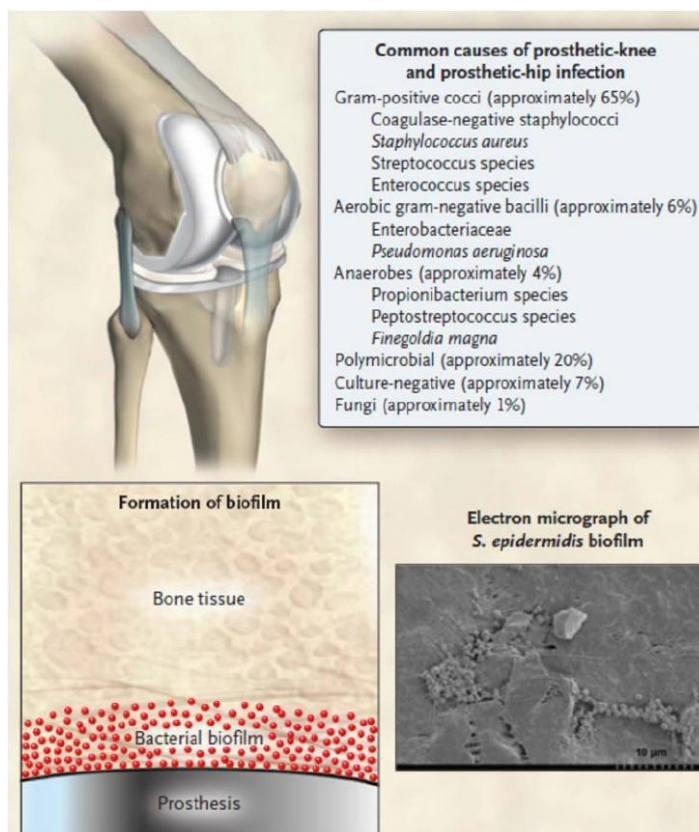 Common causes of prosthetic-knee
and prosthetic-hip infection
Gram-positive cocci (approximately 65%)
Coagulase-negative staphylococci
Staphylococcus aureus
Streptococcus species
Enterococcus species
Aerobic gram-negative bacilli (approximately 6%)
Enterobacteriaceae
Pseudomonas aeruginosa
Anaerobes (approximately 4%)
Propionibacterium species
Peptostreptococcus species
Finegoldia magna
Polymicrobial (approximately 20%)
Culture-negative (approximately 7%)
Fungi (approximately 1%)
Formation of biofilm
Bone tissue
Bacterial biofilm
Prosthesis
Electron micrograph of
S. epidermidis biofilm
10 µm